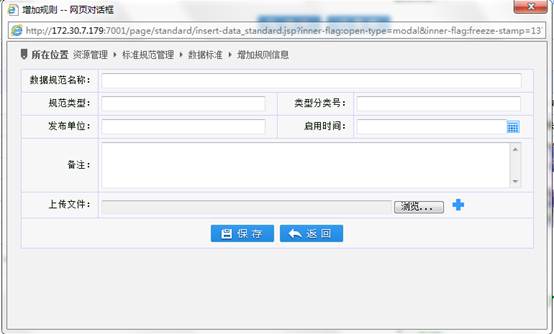 增加规则 -- 网页对话框
http://172.30.7.179:7001/page/standard/insert-data_standard.jsp?inner-flag:open-type=modal&inner-flag:freeze-stamp=13
所在位置 资源管理 ▸ 标准规范管理 ▸ 数据标准 ▸ 增加规则信息
数据规范名称：
规范类型： 类型分类号：
发布单位： 启用时间：
备注：
上传文件： 浏览...
保存 返回